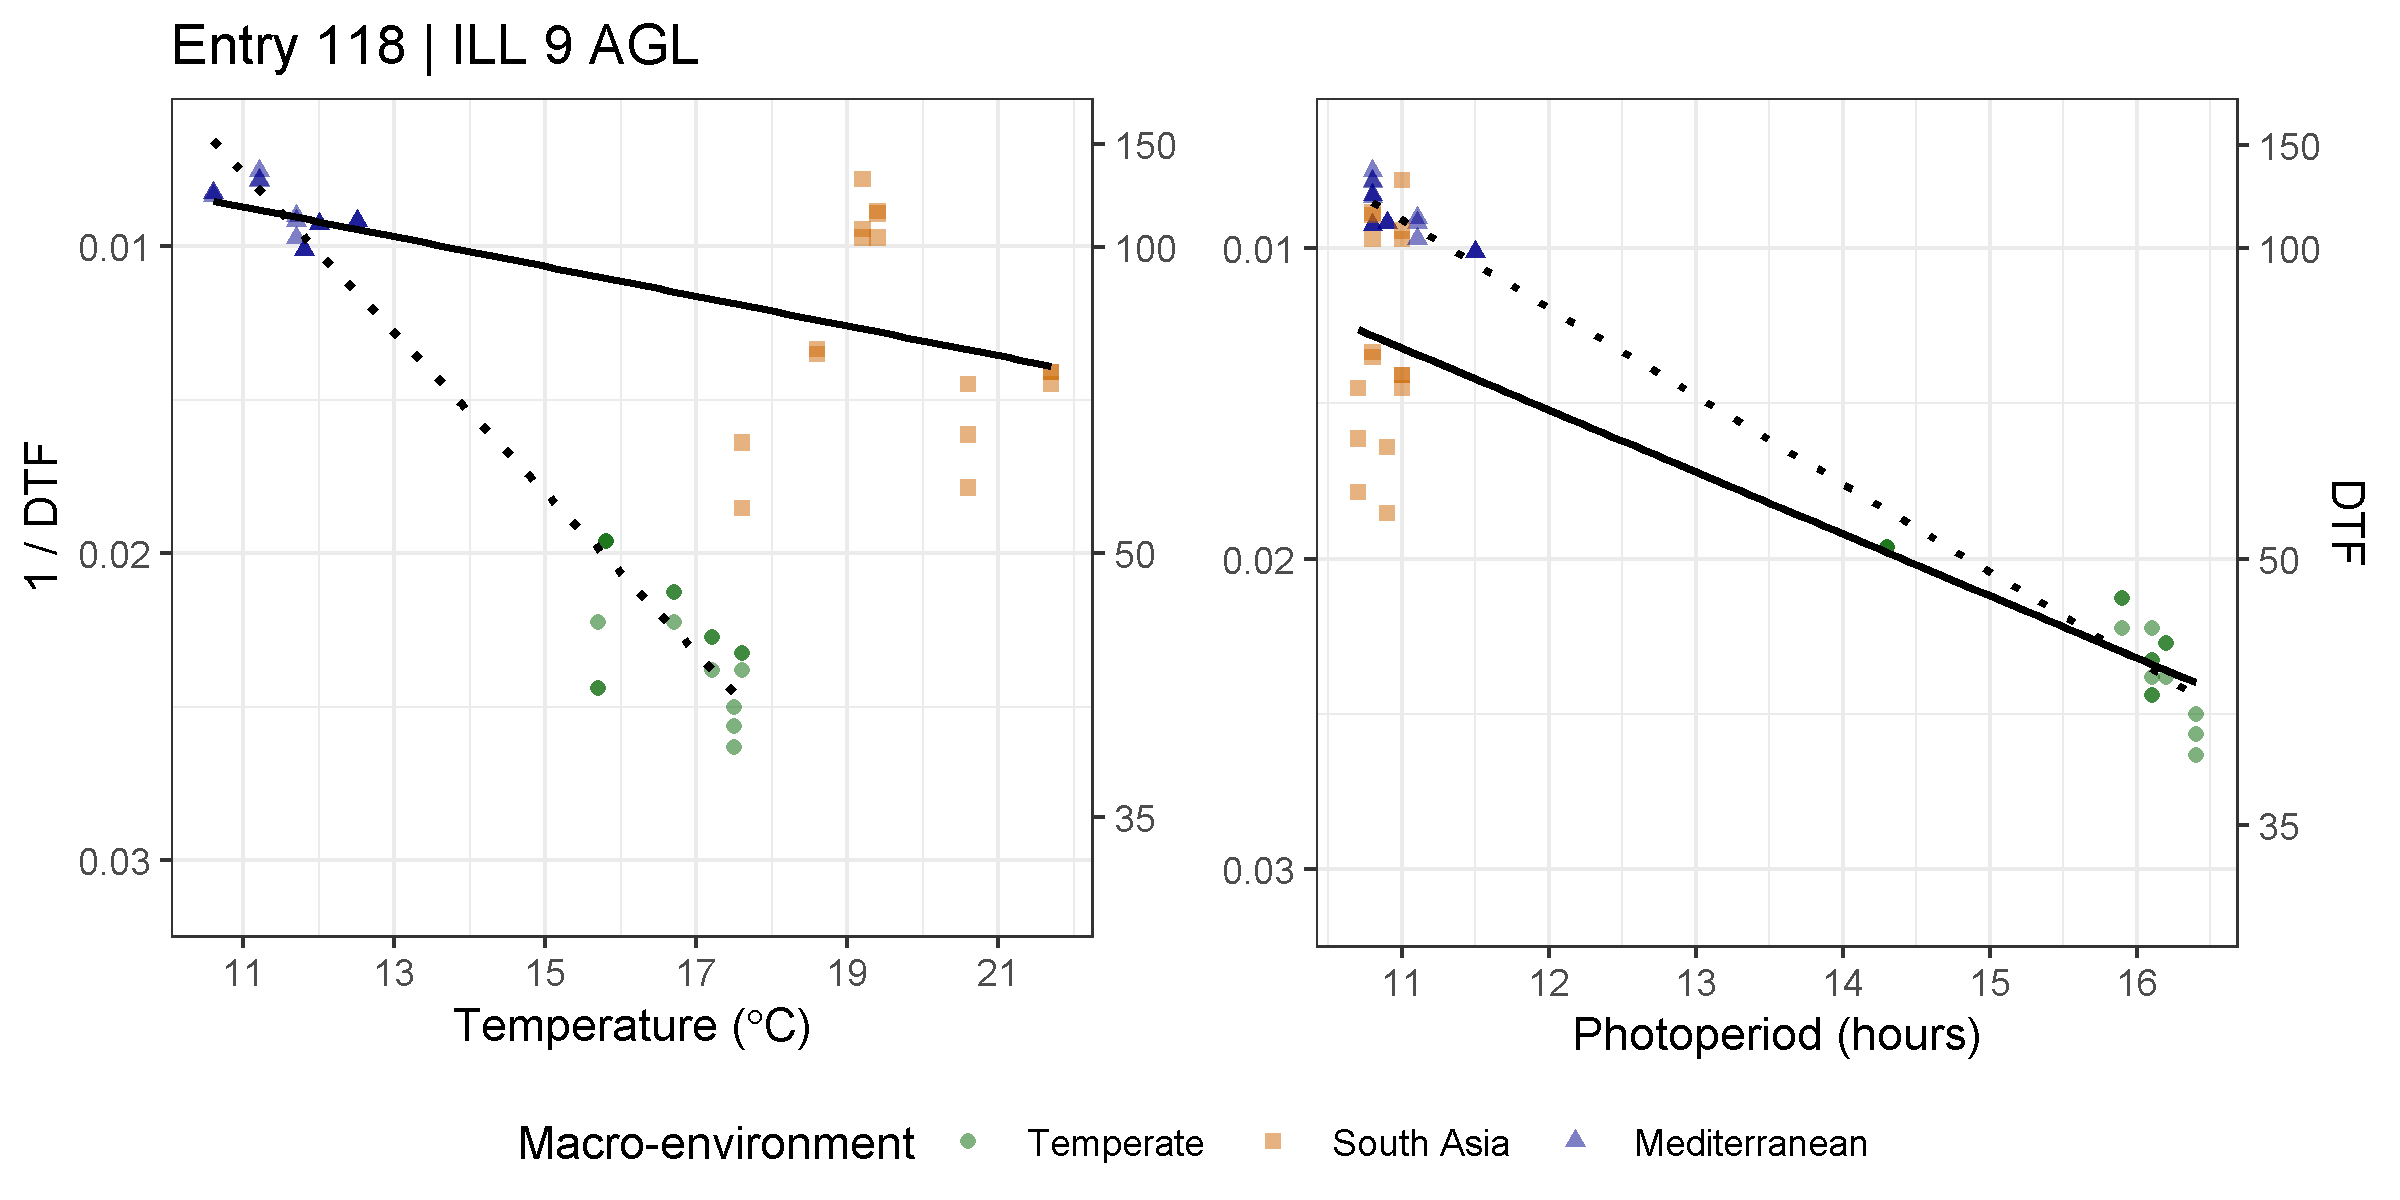 Entry 118 | ILL 9 AGL
1 / DTF
0.01
0.02
0.03
150
100
50
35
11
13
15
17
19
21
Temperature (°C)
0.01
0.02
0.03
150
100
50
35
DTF
11
12
13
14
15
16
Photoperiod (hours)
Macro-environment
Temperate
South Asia
Mediterranean